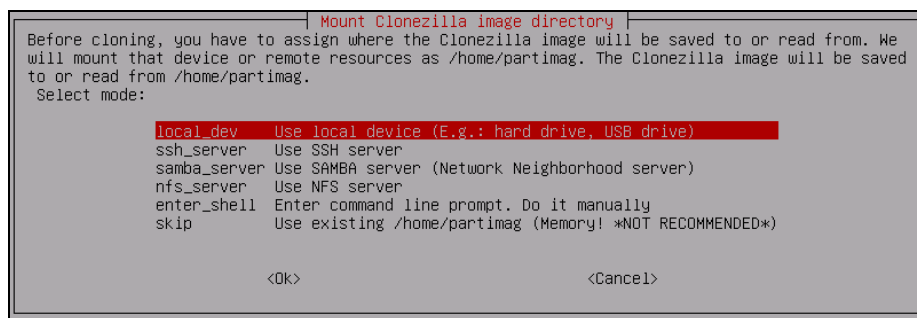 Mount Clonezilla image directory
Before cloning, you have to assign where the Clonezilla image will be saved to or read from. We
will mount that device or remote resources as /home/partimag. The Clonezilla image will be saved
to or read from /home/partimag.
Select mode:
local_dev Use local device (E.g.: hard drive, USB drive)
ssh_server Use SSH server
samba_server Use SAMBA server (Network Neighborhood server)
nfs_server Use NFS server
enter_shell Enter command line prompt. Do it manually
skip Use existing /home/partimag (Memory! *NOT RECOMMENDED*)
<Ok> <Cancel>